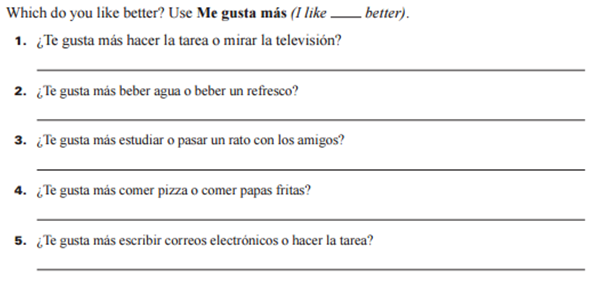 Which do you like better? Use Me gusta más (I like ____ better).
1. ¿Te gusta más hacer la tarea o mirar la televisión?
2. ¿Te gusta más beber agua o beber un refresco?
3. ¿Te gusta más estudiar o pasar un rato con los amigos?
4. ¿Te gusta más comer pizza o comer papas fritas?
5. ¿Te gusta más escribir correos electrónicos o hacer la tarea?